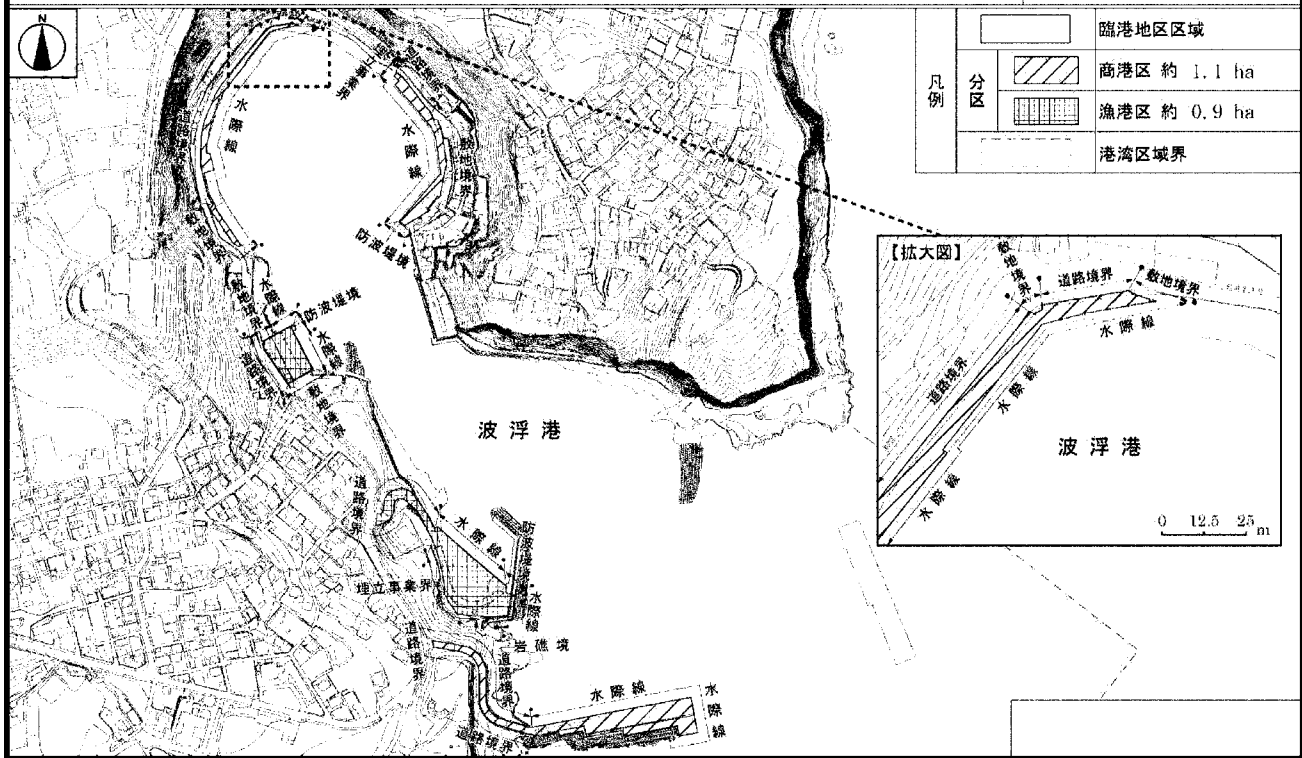 N
臨港地区区域
凡例
分区
商港区 約 1.1 ha
漁港区 約 0.9 ha
港湾区域界
水際線
道路境界
水際線
敷地境界
防波堤境
敷地境界
水際線
防波堤境
水際線
道路境界
敷地境界
波浮港
道路境界
水際線
防波堤境界
埋立事業界
水際線
道路境界
岩礁境
道路境界
水際線
水際線
道路境界
【拡大図】
敷地境界
道路境界
敷地境界
水際線
道路境界
水際線
波浮港
水際線
0 12.5 25 m